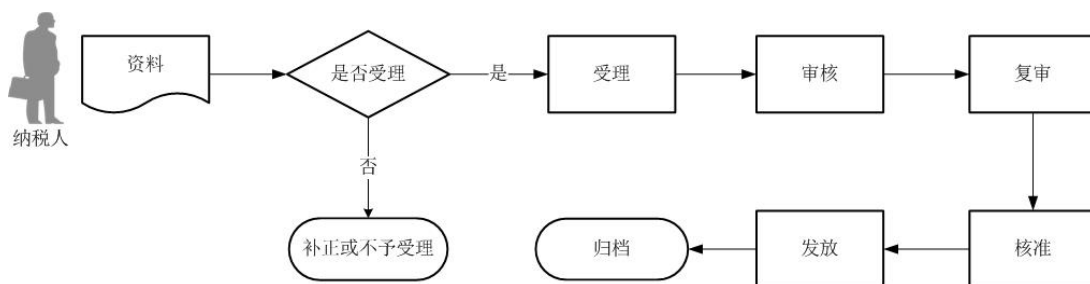 资料
是否受理
是
受理
审核
复审
纳税人
否
补正或不予受理
归档
发放
核准